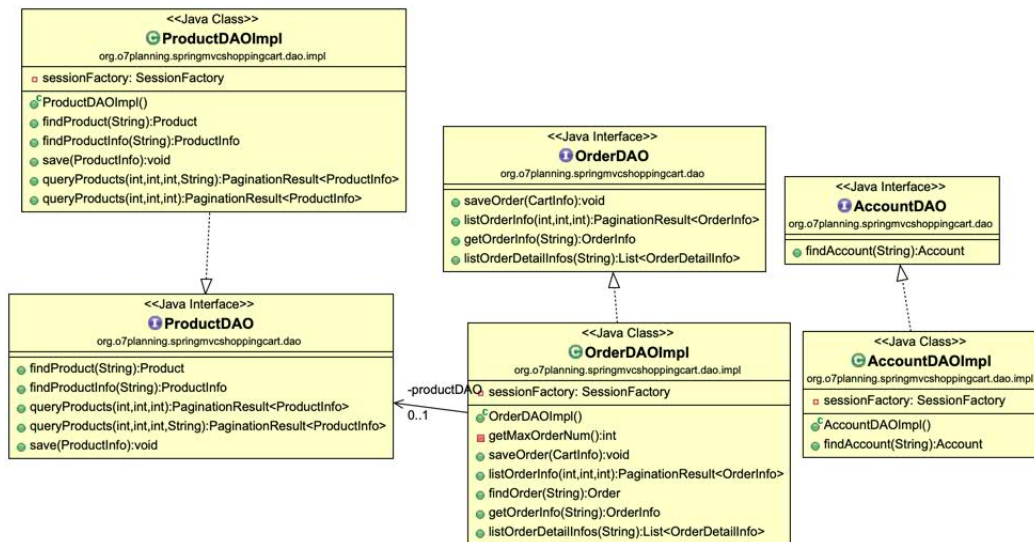 <<Java Class>>
ProductDAOImpl
org.o7planning.springmvcshoppingcart.dao.impl
sessionFactory: SessionFactory
ProductDAOImpl()
findProduct(String):Product
findProductInfo(String):ProductInfo
save(ProductInfo):void
queryProducts(int,int,int,String):PaginationResult<ProductInfo>
queryProducts(int,int,int):PaginationResult<ProductInfo>
<<Java Interface>>
OrderDAO
org.o7planning.springmvcshoppingcart.dao
saveOrder(CartInfo):void
listOrderInfo(int,int,int):PaginationResult<OrderInfo>
getOrderInfo(String):OrderInfo
listOrderDetailInfos(String):List<OrderDetailInfo>
<<Java Interface>>
AccountDAO
org.o7planning.springmvcshoppingcart.dao
findAccount(String):Account
<<Java Interface>>
ProductDAO
org.o7planning.springmvcshoppingcart.dao
findProduct(String):Product
findProductInfo(String):ProductInfo
queryProducts(int,int,int):PaginationResult<ProductInfo>
queryProducts(int,int,int,String):PaginationResult<ProductInfo>
save(ProductInfo):void
-productDAO
0..1
<<Java Class>>
OrderDAOImpl
org.o7planning.springmvcshoppingcart.dao.impl
sessionFactory: SessionFactory
OrderDAOImpl()
getMaxOrderNum():int
saveOrder(CartInfo):void
listOrderInfo(int,int,int):PaginationResult<OrderInfo>
findOrder(String):Order
getOrderInfo(String):OrderInfo
listOrderDetailInfos(String):List<OrderDetailInfo>
<<Java Class>>
AccountDAOImpl
org.o7planning.springmvcshoppingcart.dao.impl
sessionFactory: SessionFactory
AccountDAOImpl()
findAccount(String):Account